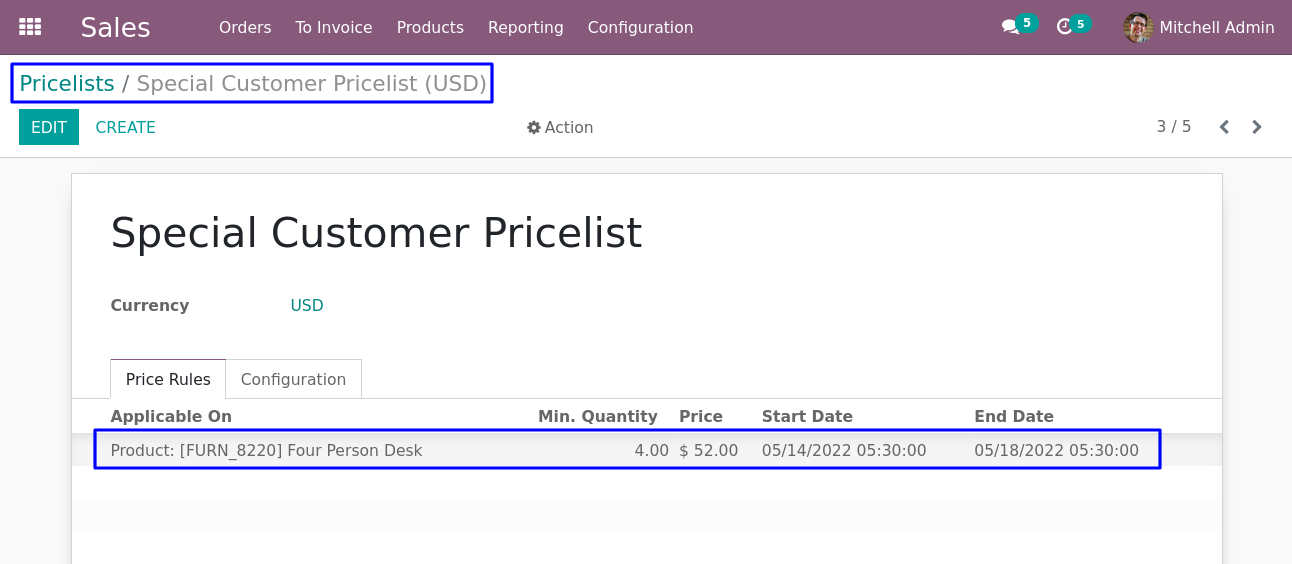 Sales Orders To Invoice Products Reporting Configuration 5 5 Mitchell Admin
Pricelists / Special Customer Pricelist (USD)
EDIT CREATE Action 3 / 5
Special Customer Pricelist
Currency USD
Price Rules Configuration
Applicable On Min. Quantity Price Start Date End Date
Product: [FURN_8220] Four Person Desk 4.00 $ 52.00 05/14/2022 05:30:00 05/18/2022 05:30:00